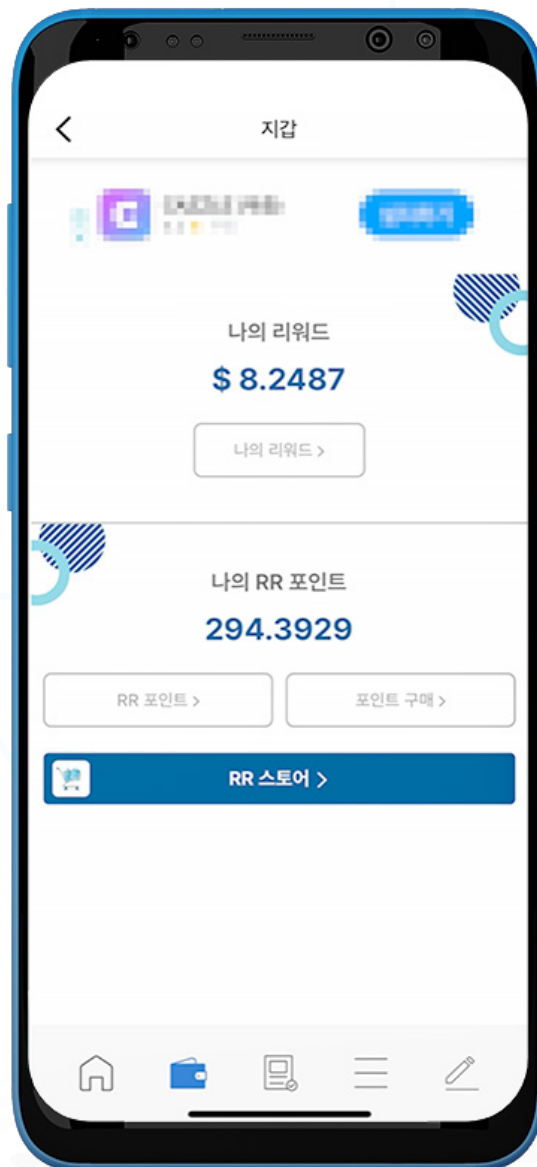 지갑
나의 리워드
$ 8.2487
나의 리워드 >
나의 RR 포인트
294.3929
RR 포인트 >
포인트 구매 >
RR 스토어 >